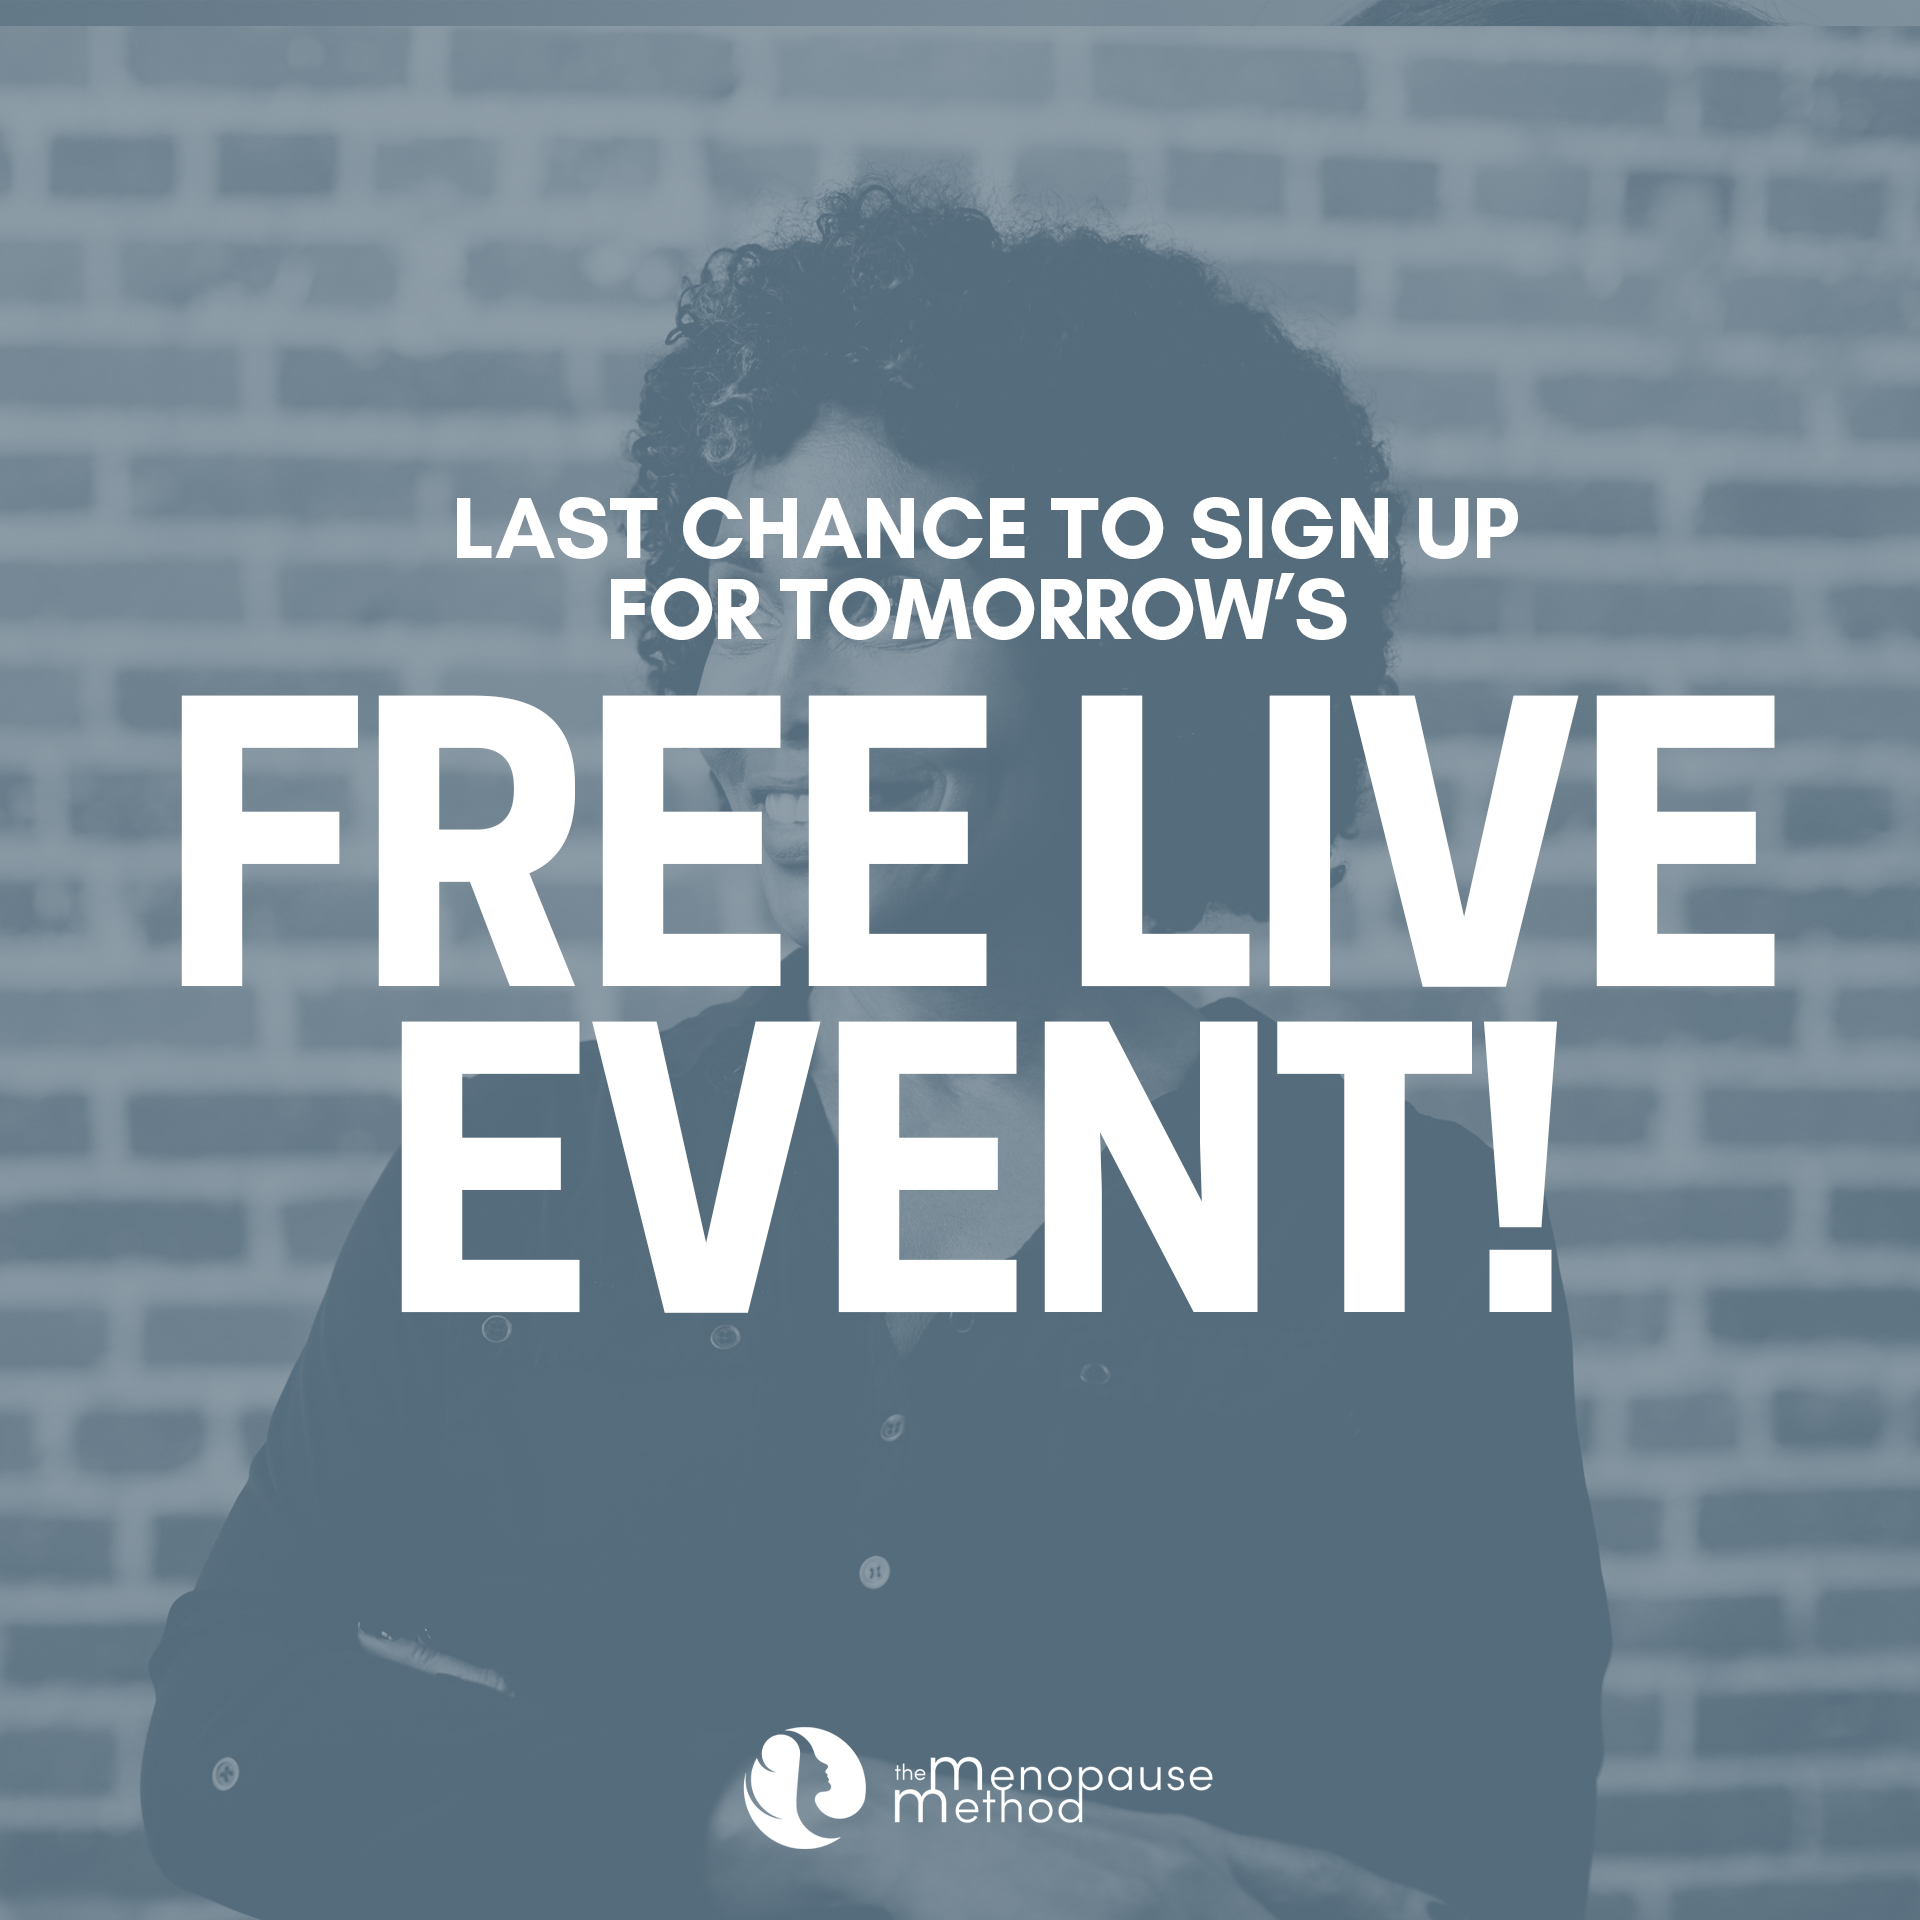 LAST CHANCE TO SIGN UP
FOR TOMORROW'S
FREE LIVE
EVENT!
the menopause
method